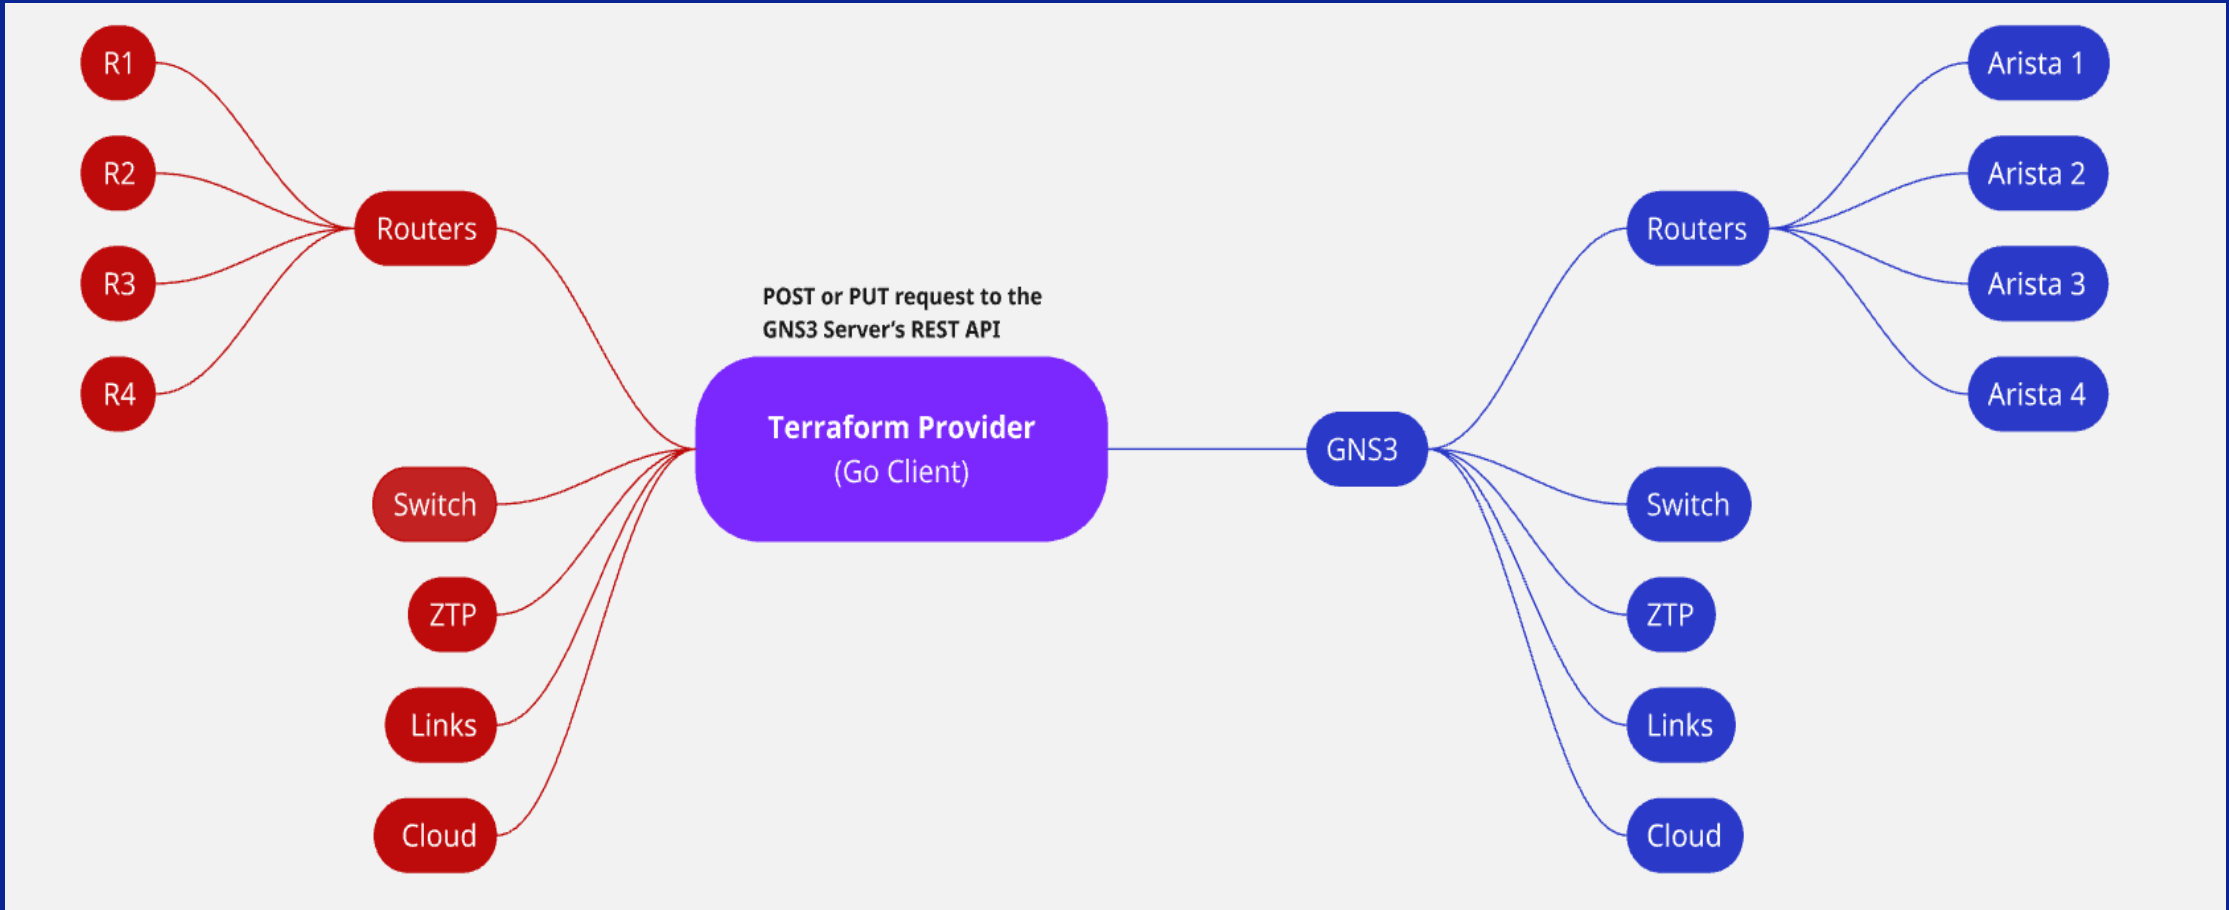 R1
R2
R3
R4
Routers
Switch
ZTP
Links
Cloud
POST or PUT request to the
GNS3 Server’s REST API
Terraform Provider
(Go Client)
GNS3
Routers
Switch
ZTP
Links
Cloud
Arista 1
Arista 2
Arista 3
Arista 4